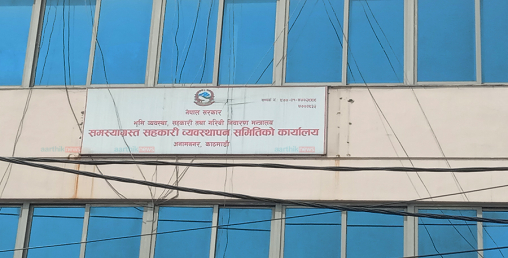 नेपाल सरकार
भूमि व्यवस्था, सहकारी तथा गरिबी निवारण मन्त्रालय
समस्याग्रस्त सहकारी व्यवस्थापन समितिको कार्यालय
अनामनगर, काठमाडौं